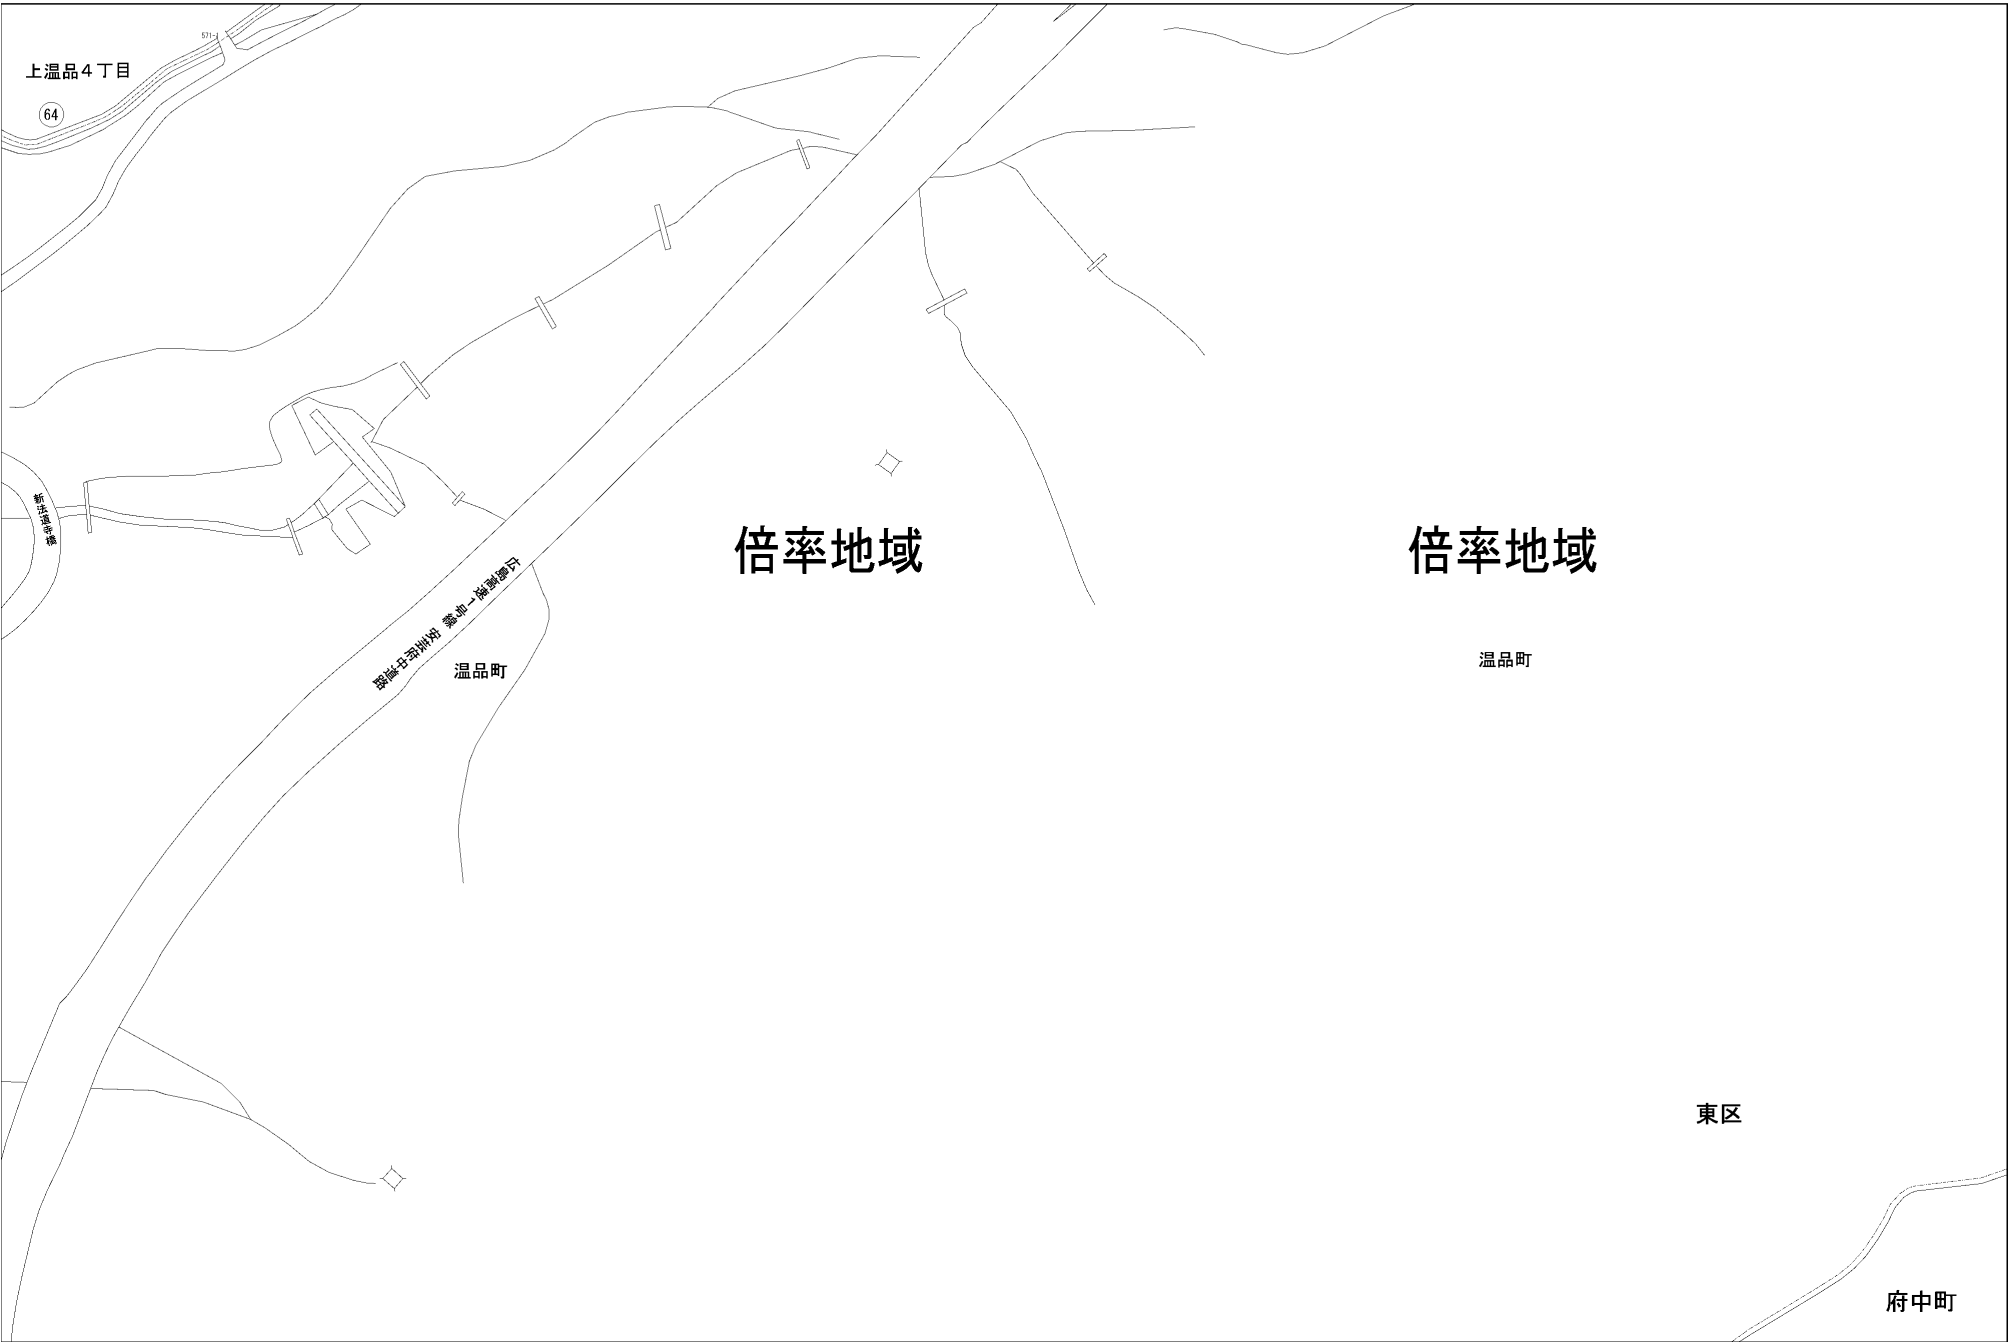 571-1
上温品4丁目
64
新法道寺橋
倍率地域
倍率地域
広島高速1号線 安芸府中道路
温品町
温品町
東区
府中町